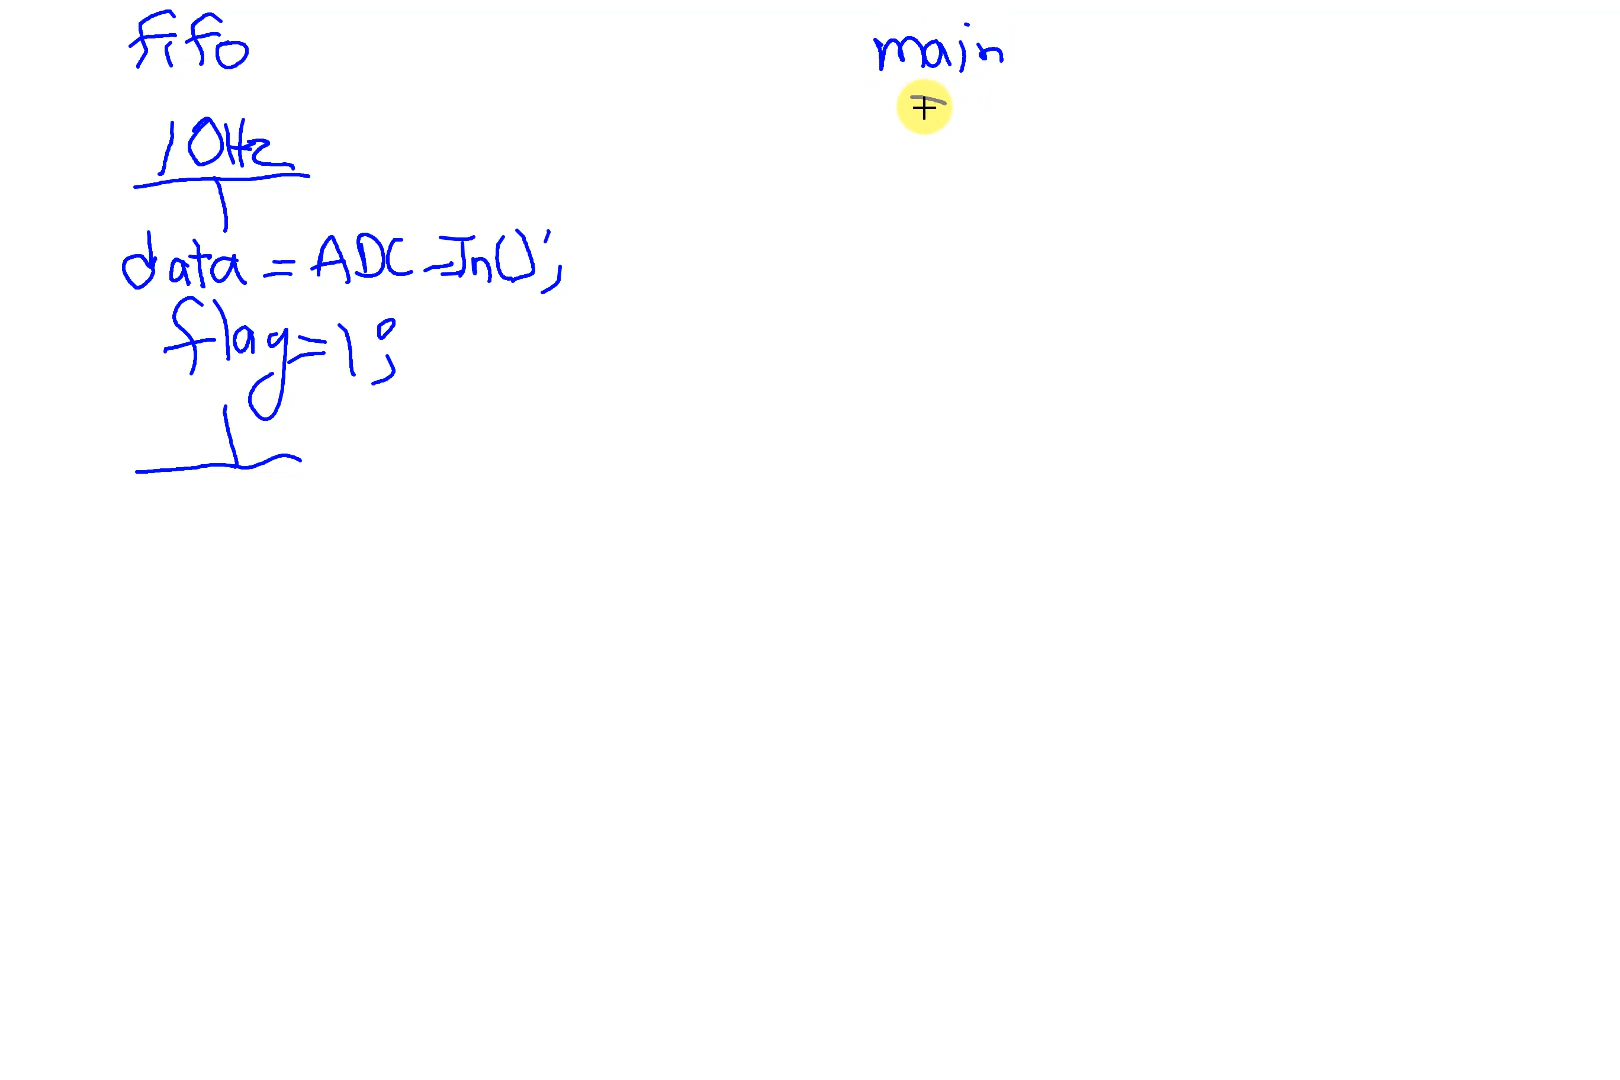 Fifo
main
10Hz
data = ADC_In();
flag=1;